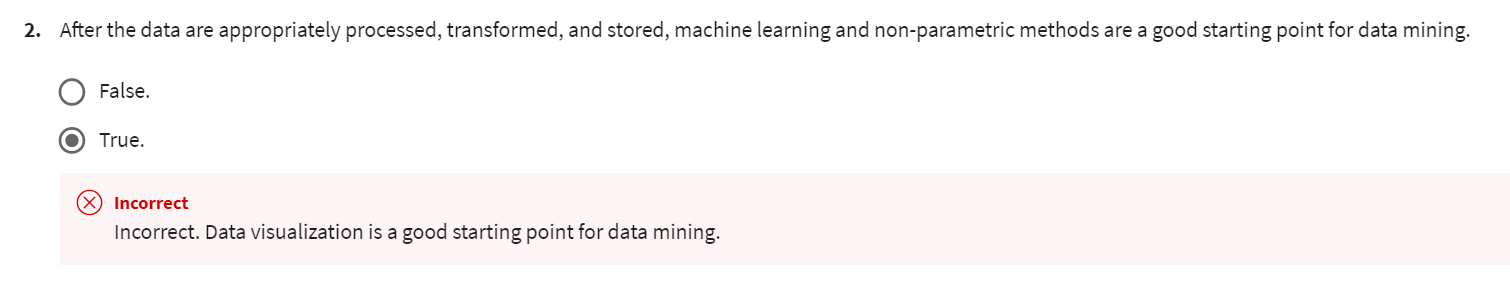 2. After the data are appropriately processed, transformed, and stored, machine learning and non-parametric methods are a good starting point for data mining.
False.
True.
Incorrect
Incorrect. Data visualization is a good starting point for data mining.